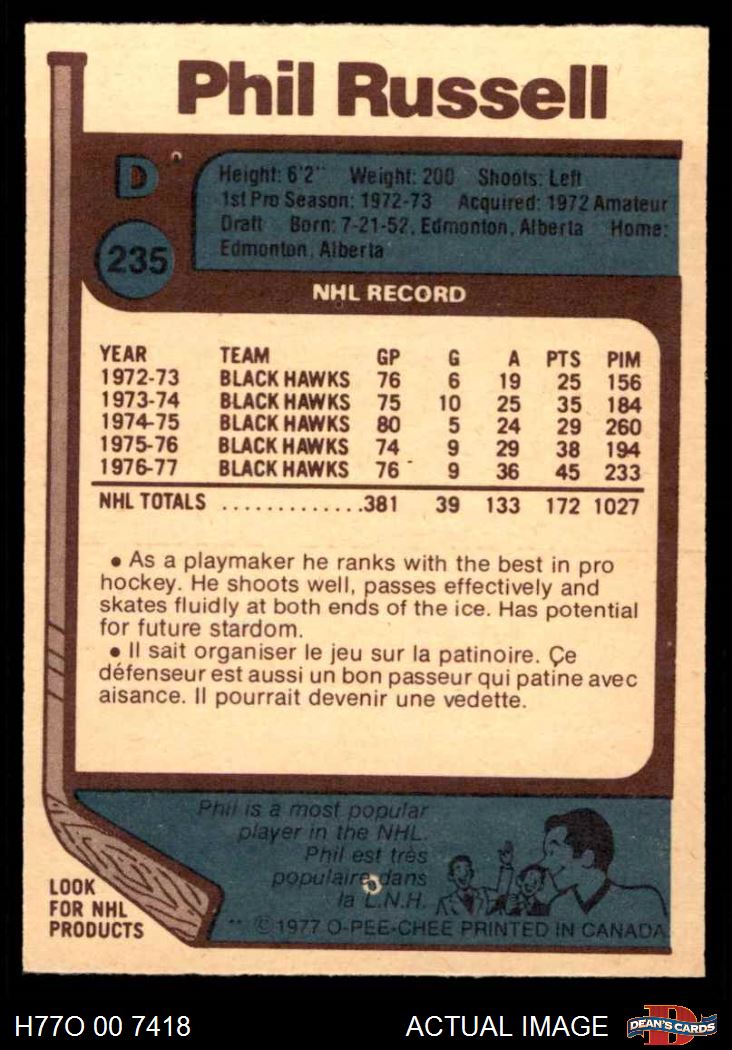 Phil Russell
D
235
Height: 6'2" Weight: 200 Shoots: Left
1st Pro Season: 1972-73 Acquired: 1972 Amateur
Draft Born: 7-21-52, Edmonton, Alberta Home:
Edmonton, Alberta
NHL RECORD
YEAR TEAM GP G A PTS PIM
1972-73 BLACK HAWKS 76 6 19 25 156
1973-74 BLACK HAWKS 75 10 25 35 184
1974-75 BLACK HAWKS 80 5 24 29 260
1975-76 BLACK HAWKS 74 9 29 38 194
1976-77 BLACK HAWKS 76 9 36 45 233
NHL TOTALS .............381 39 133 172 1027
• As a playmaker he ranks with the best in pro
hockey. He shoots well, passes effectively and
skates fluidly at both ends of the ice. Has potential
for future stardom.
• Il sait organiser le jeu sur la patinoire. Çe
défenseur est aussi un bon passeur qui patine avec
aisance. Il pourrait devenir une vedette.
Phil is a most popular
player in the NHL.
Phil est très
populaire dans
la L.N.H.
LOOK
FOR NHL
PRODUCTS
** © 1977 O-PEE-CHEE PRINTED IN CANADA
H77O 00 7418
ACTUAL IMAGE
D
DEAN'S CARDS